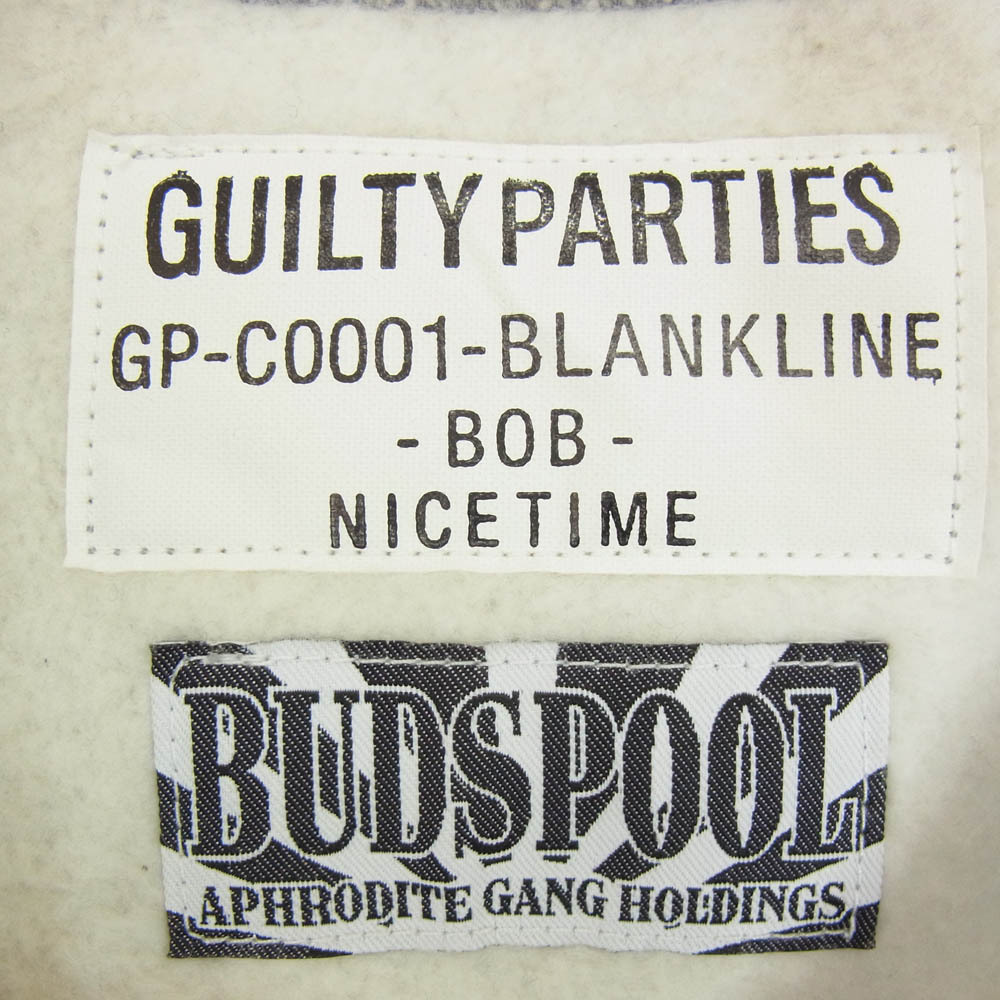 GUILTY PARTIES
GP-C0001-BLANKLINE
- BOB -
NICETIME
BUDSPOOL
APHRODITE GANG HOLDINGS